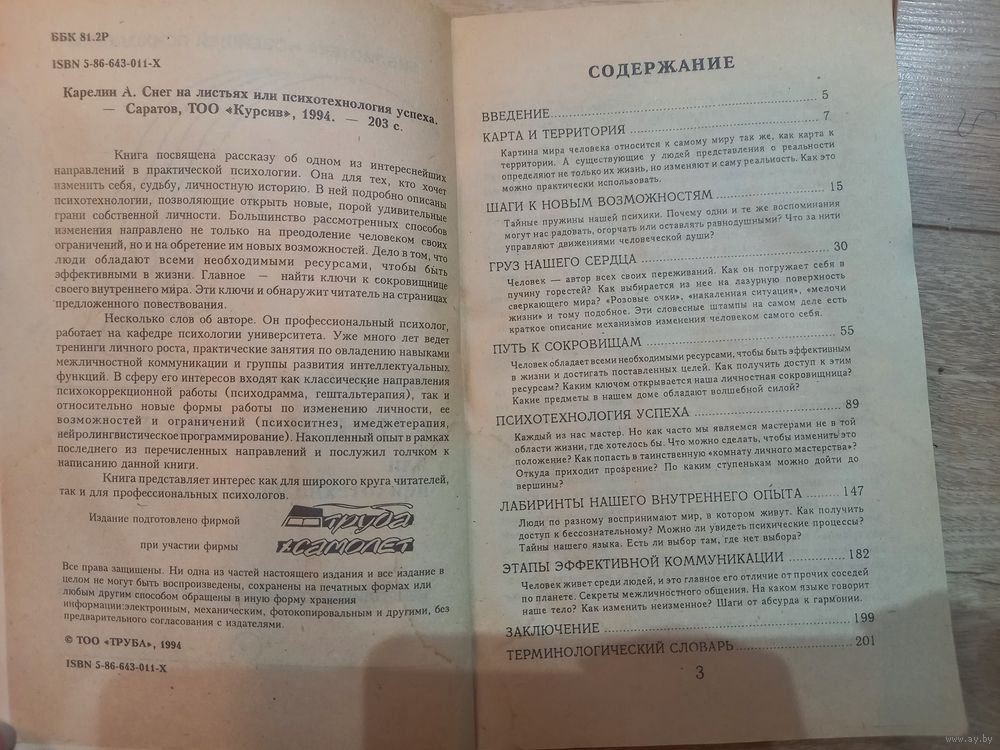 ББК 81.2Р
ISBN 5-86-643-011-X
Карелин А. Снег на листьях или психотехнология успеха.
— Саратов, ТОО «Курсив», 1994. — 203 с.
Книга посвящена рассказу об одном из интереснейших
направлений в практической психологии. Она для тех, кто хочет
изменить себя, судьбу, личностную историю. В ней подробно описаны
психотехнологии, позволяющие открыть новые, порой удивительные
грани собственной личности. Большинство рассмотренных способов
изменения направлено не только на преодоление человеком своих
ограничений, но и на обретение им новых возможностей. Дело в том, что
люди обладают всеми необходимыми ресурсами, чтобы быть
эффективными в жизни. Главное — найти ключи к сокровищнице
своего внутреннего мира. Эти ключи и обнаружит читатель на страницах
предложенного повествования.
Несколько слов об авторе. Он профессиональный психолог,
работает на кафедре психологии университета. Уже много лет ведет
тренинги личного роста, практические занятия по овладению навыками
межличностной коммуникации и группы развития интеллектуальных
функций. В сферу его интересов входят как классические направления
психокоррекционной работы (психодрама, гештальтерапия), так и
относительно новые формы работы по изменению личности, ее
возможностей и ограничений (психоситнез, имеджетерапия,
нейролингвистическое программирование). Накопленный опыт в рамках
последнего из перечисленных направлений и послужил толчком к
написанию данной книги.
Книга представляет интерес как для широкого круга читателей,
так и для профессиональных психологов.
Издание подготовлено фирмой труба
при участии фирмы самолет
Все права защищены. Ни одна из частей настоящего издания и все издание в
целом не могут быть воспроизведены, сохранены на печатных формах или
любым другим способом обращены в иную форму хранения
информации:электронным, механическим, фотокопировальным и другими, без
предварительного согласования с издателями.
© ТОО «ТРУБА», 1994
ISBN 5-86-643-011-X
СОДЕРЖАНИЕ
ВВЕДЕНИЕ 5
КАРТА И ТЕРРИТОРИЯ 7
Картина мира человека относится к самому миру так же, как карта к
территории. А существующие у людей представления о реальности
определяют не только их жизнь, но изменяют и саму реальность. Как это
можно практически использовать.
ШАГИ К НОВЫМ ВОЗМОЖНОСТЯМ 15
Тайные пружины нашей психики. Почему одни и те же воспоминания
могут нас радовать, огорчать или оставлять равнодушными? Что за нити
управляют движениями человеческой души?
ГРУЗ НАШЕГО СЕРДЦА 30
Человек — автор всех своих переживаний. Как он погружает себя в
пучину горестей? Как выбирается из нее на лазурную поверхность
сверкающего мира? «Розовые очки», «накаленная ситуация», «мелочи
жизни» и тому подобное. Эти словесные штампы на самом деле есть
краткое описание механизмов изменения человеком самого себя.
ПУТЬ К СОКРОВИЩАМ 55
Человек обладает всеми необходимыми ресурсами, чтобы быть эффективным
в жизни и достигать поставленных целей. Как получить доступ к этим
ресурсам? Каким ключом открывается наша личностная сокровищница?
Какие предметы в нашем доме обладают волшебной силой?
ПСИХОТЕХНОЛОГИЯ УСПЕХА 89
Каждый из нас мастер. Но как часто мы являемся мастерами не в той
области жизни, где хотелось бы. Что можно сделать, чтобы изменить это
положение? Как попасть в таинственную «комнату личного мастерства»?
Откуда приходит прозрение? По каким ступенькам можно дойти до
вершины?
ЛАБИРИНТЫ НАШЕГО ВНУТРЕННЕГО ОПЫТА 147
Люди по разному воспринимают мир, в котором живут. Как получить
доступ к бессознательному? Можно ли увидеть психические процессы?
Тайны нашего языка. Есть ли выбор там, где нет выбора?
ЭТАПЫ ЭФФЕКТИВНОЙ КОММУНИКАЦИИ 182
Человек живет среди людей, и это главное его отличие от прочих соседей
по планете. Секреты межличностного общения. На каком языке говорит
наше тело? Как изменить неизменное? Шаги от абсурда к гармонии.
ЗАКЛЮЧЕНИЕ 199
ТЕРМИНОЛОГИЧЕСКИЙ СЛОВАРЬ 201
3
www.ay.by